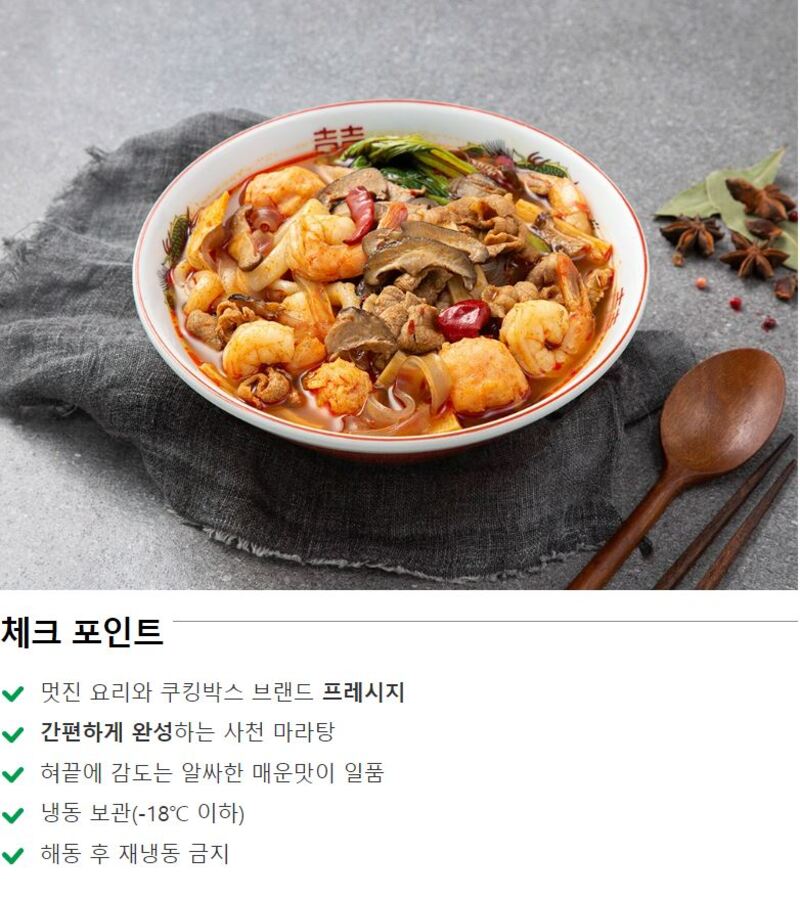 囍
체크 포인트
멋진 요리와 쿠킹박스 브랜드 프레시지
간편하게 완성하는 사천 마라탕
혀끝에 감도는 알싸한 매운맛이 일품
냉동 보관(-18℃ 이하)
해동 후 재냉동 금지